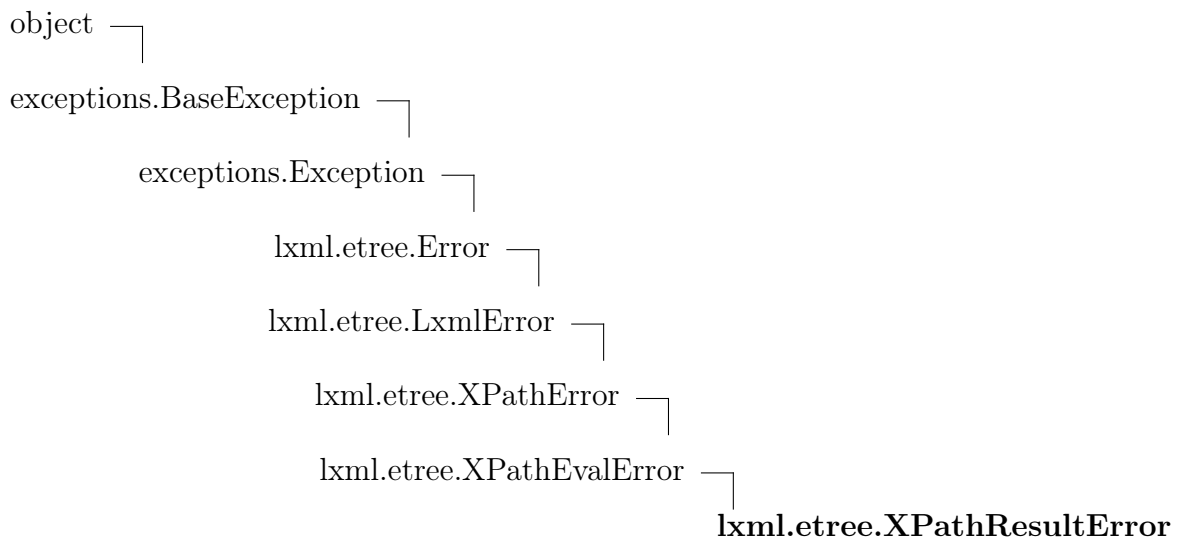 object
exceptions.BaseException
exceptions.Exception
lxml.etree.Error
lxml.etree.LxmlError
lxml.etree.XPathError
lxml.etree.XPathEvalError
lxml.etree.XPathResultError